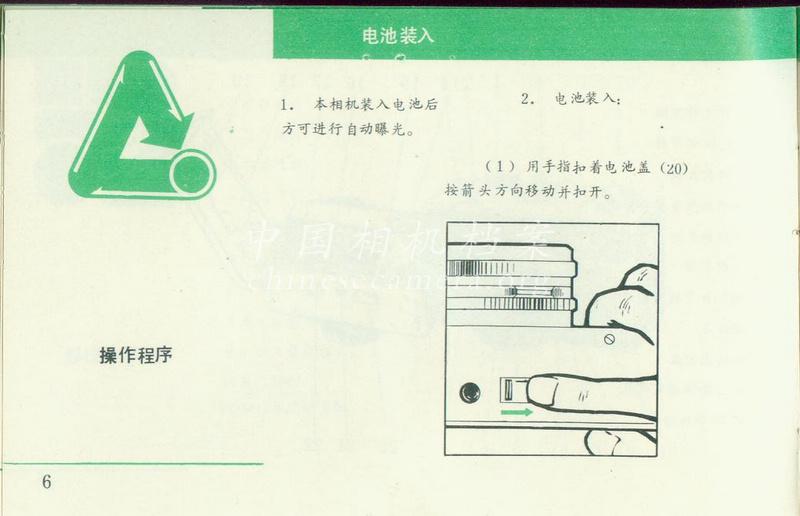 电池装入
1. 本相机装入电池后
方可进行自动曝光。
2. 电池装入:
(1) 用手指扣着电池盖(20)
按箭头方向移动并扣开。
中国相机档案
chinesecamera.org
操作程序
6